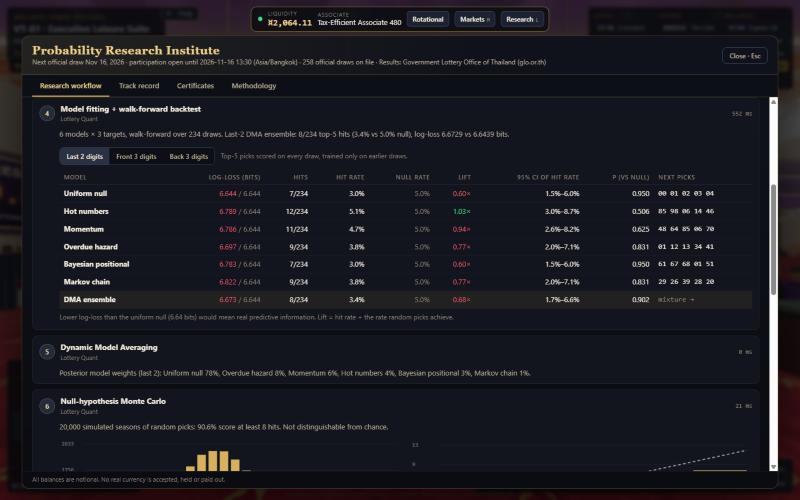 LIQUIDITY
ASSOCIATE
¤2,064.11
Tax-Efficient Associate 480
Rotational
Markets
Research
Probability Research Institute
Next official draw Nov 16, 2026 · participation open until 2026-11-16 13:30 (Asia/Bangkok) · 258 official draws on file · Results: Government Lottery Office of Thailand (glo.or.th)
Close · Esc
Research workflow
Track record
Certificates
Methodology
4
Model fitting + walk-forward backtest
552 MS
Lottery Quant
6 models × 3 targets, walk-forward over 234 draws. Last-2 DMA ensemble: 8/234 top-5 hits (3.4% vs 5.0% null), log-loss 6.6729 vs 6.6439 bits.
Last 2 digits
Front 3 digits
Back 3 digits
Top-5 picks scored on every draw, trained only on earlier draws.
MODEL LOG-LOSS (BITS) HITS HIT RATE NULL RATE LIFT 95% CI OF HIT RATE P (VS NULL) NEXT PICKS
Uniform null 6.644 / 6.644 7/234 3.0% 5.0% 0.60× 1.5%–6.0% 0.950 00 01 02 03 04
Hot numbers 6.789 / 6.644 12/234 5.1% 5.0% 1.03× 3.0%–8.7% 0.506 85 98 06 14 46
Momentum 6.786 / 6.644 11/234 4.7% 5.0% 0.94× 2.6%–8.2% 0.625 48 64 85 06 70
Overdue hazard 6.697 / 6.644 9/234 3.8% 5.0% 0.77× 2.0%–7.1% 0.831 01 12 13 34 41
Bayesian positional 6.783 / 6.644 7/234 3.0% 5.0% 0.60× 1.5%–6.0% 0.950 61 67 68 01 51
Markov chain 6.822 / 6.644 9/234 3.8% 5.0% 0.77× 2.0%–7.1% 0.831 29 26 39 28 20
DMA ensemble 6.673 / 6.644 8/234 3.4% 5.0% 0.68× 1.7%–6.6% 0.902 mixture →
Lower log-loss than the uniform null (6.64 bits) would mean real predictive information. Lift = hit rate ÷ the rate random picks achieve.
5
Dynamic Model Averaging
0 MS
Lottery Quant
Posterior model weights (last 2): Uniform null 78%, Overdue hazard 8%, Momentum 6%, Hot numbers 4%, Bayesian positional 3%, Markov chain 1%.
6
Null-hypothesis Monte Carlo
21 MS
Lottery Quant
20,000 simulated seasons of random picks: 90.6% score at least 8 hits. Not distinguishable from chance.
13
9
All balances are notional. No real currency is accepted, held or paid out.